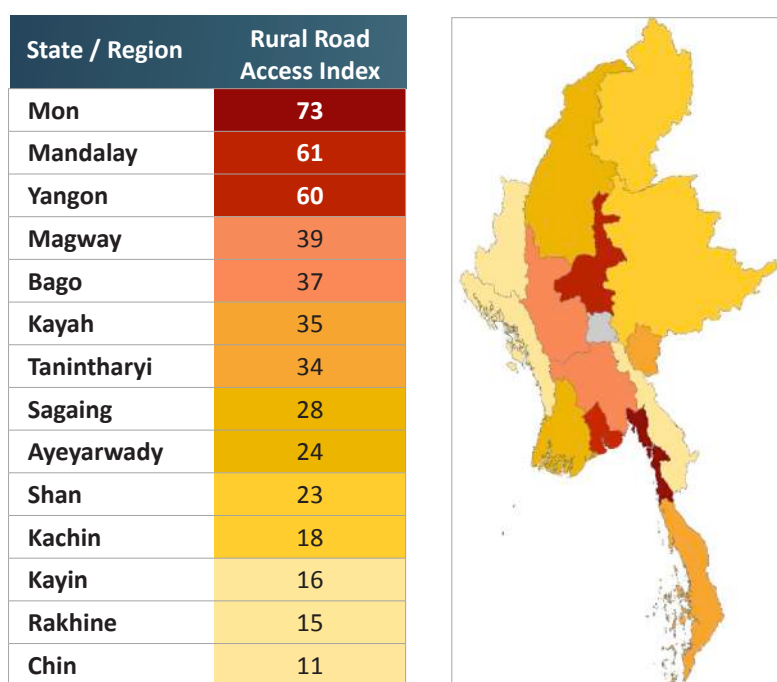 State / Region
Rural Road
Access Index
Mon 73
Mandalay 61
Yangon 60
Magway 39
Bago 37
Kayah 35
Tanintharyi 34
Sagaing 28
Ayeyarwady 24
Shan 23
Kachin 18
Kayin 16
Rakhine 15
Chin 11